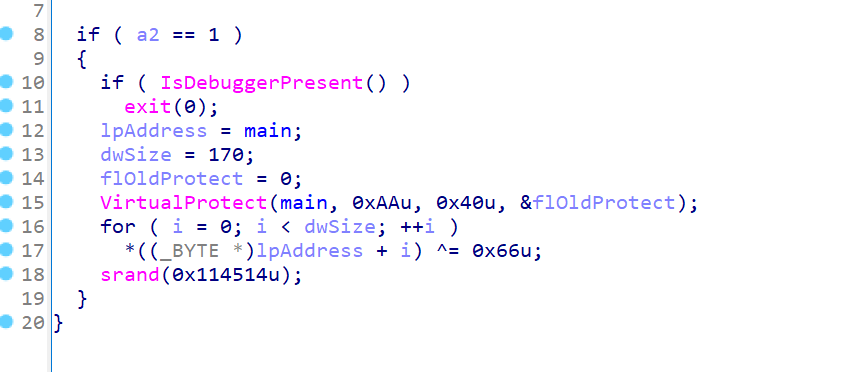 7
8 if ( a2 == 1 )
9 {
10 if ( IsDebuggerPresent() )
11 exit(0);
12 lpAddress = main;
13 dwSize = 170;
14 flOldProtect = 0;
15 VirtualProtect(main, 0xAAu, 0x40u, &flOldProtect);
16 for ( i = 0; i < dwSize; ++i )
17 *((_BYTE *)lpAddress + i) ^= 0x66u;
18 srand(0x114514u);
19 }
20 }